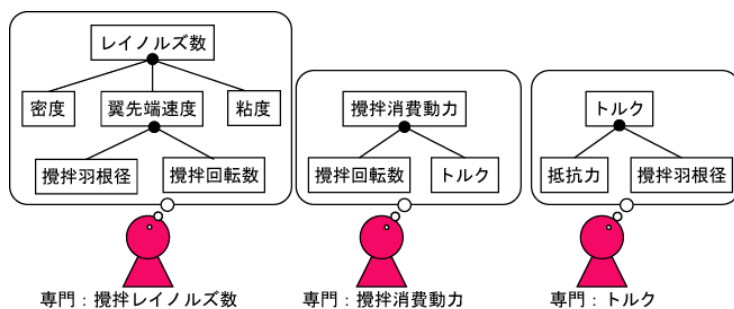 レイノルズ数
密度
翼先端速度
粘度
攪拌羽根径
攪拌回転数
専門：攪拌レイノルズ数
攪拌消費動力
攪拌回転数
トルク
専門：攪拌消費動力
トルク
抵抗力
攪拌羽根径
専門：トルク